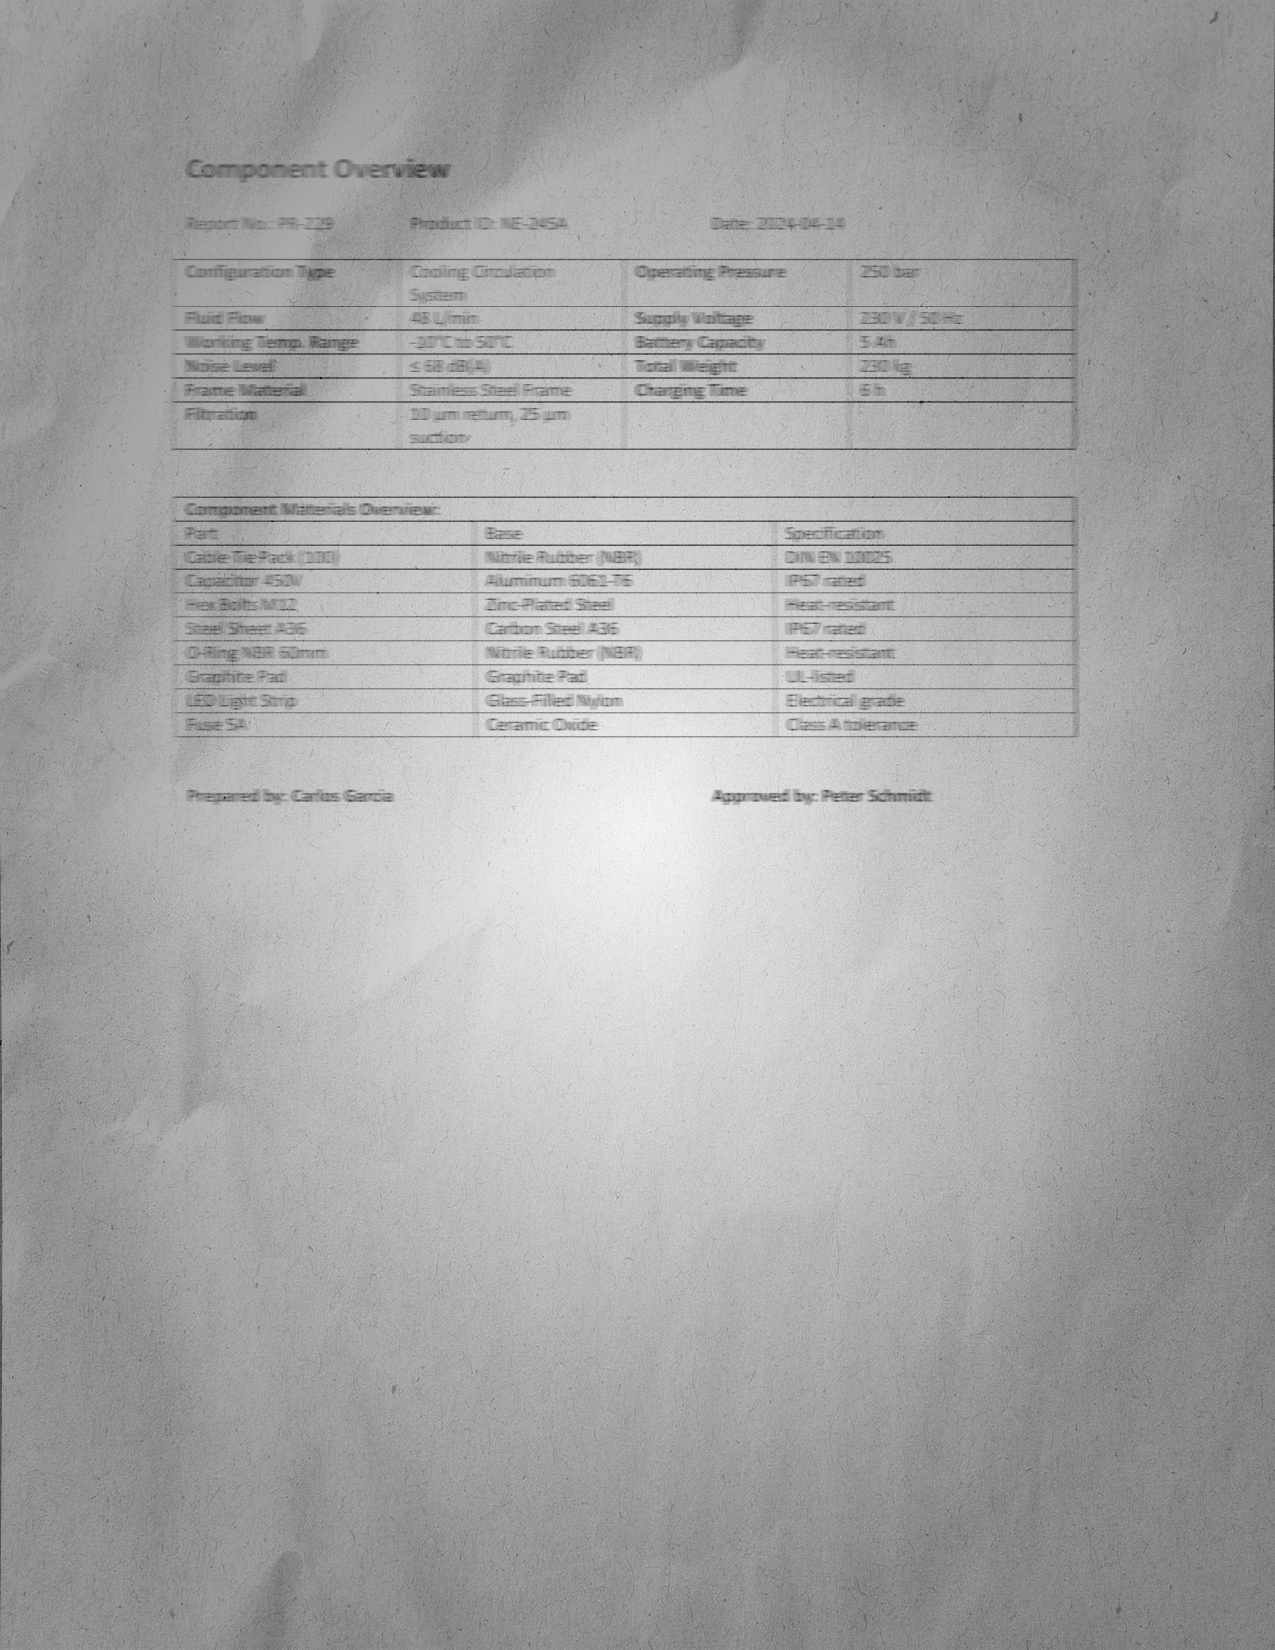 Component Overview
Report No.: PR-229 Product ID: NE-245A Date: 2024-04-14
Configuration Type Cooling Circulation System Operating Pressure 250 bar
Fluid Flow L/min Supply Voltage 230 V / 50 Hz
Working Temp. Range -10°C to 50°C Battery Capacity 5 Ah
Noise Level ≤ 68 dB(A) Total Weight 230 kg
Frame Material Stainless Steel Frame Charging Time 6 h
Filtration 10 µm return, 25 µm suction
Component Materials Overview:
Part Base Specification
Cable Tie Pack (100) Nitrile Rubber (NBR) DIN EN 10025
Capacitor 450V Aluminum 6061-T6 IP67 rated
Hex Bolts M12 Zinc-Plated Steel Heat-resistant
Steel Sheet A36 Carbon Steel A36 IP67 rated
O-Ring NBR 60mm Nitrile Rubber (NBR) Heat-resistant
Graphite Pad Graphite Pad UL-listed
LED Light Strip Glass-Filled Nylon Electrical grade
Fuse 5A Ceramic Oxide Class A tolerance
Prepared by: Carlos Garcia Approved by: Peter Schmidt